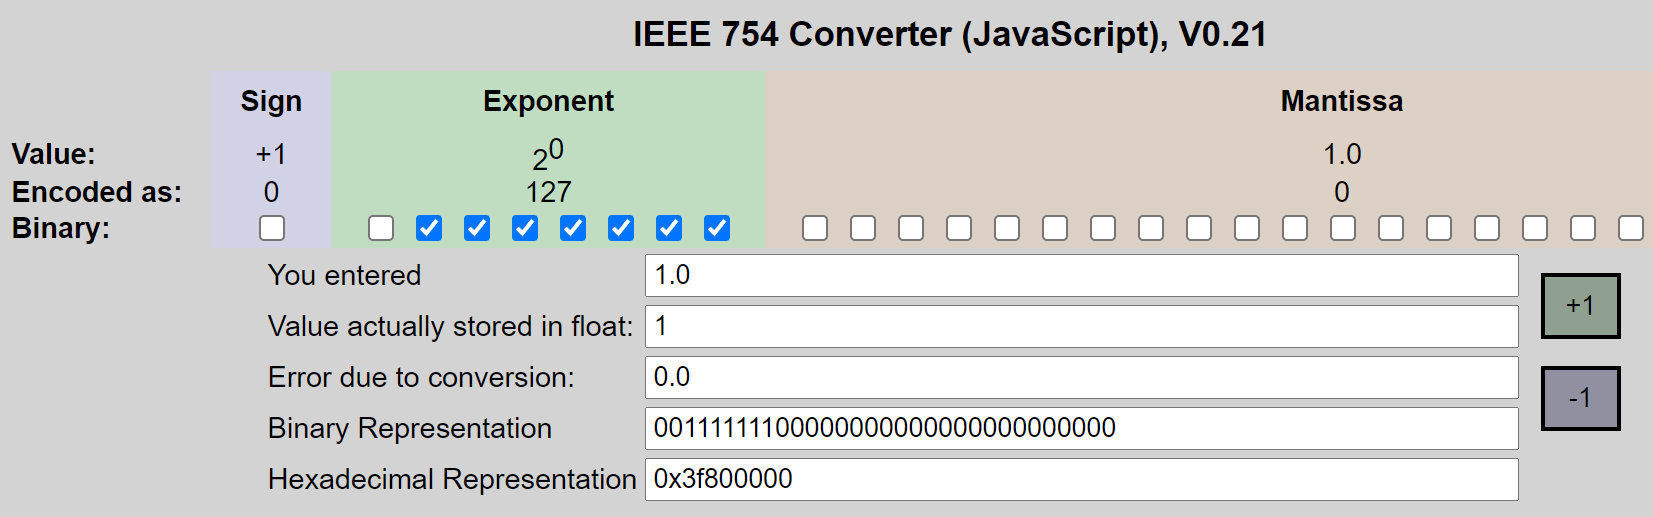 IEEE 754 Converter (JavaScript), V0.21
Sign Exponent Mantissa
Value: +1 2^0 1.0
Encoded as: 0 127 0
Binary:
You entered 1.0
+1
Value actually stored in float: 1
Error due to conversion: 0.0
-1
Binary Representation 00111111100000000000000000000000
Hexadecimal Representation 0x3f800000